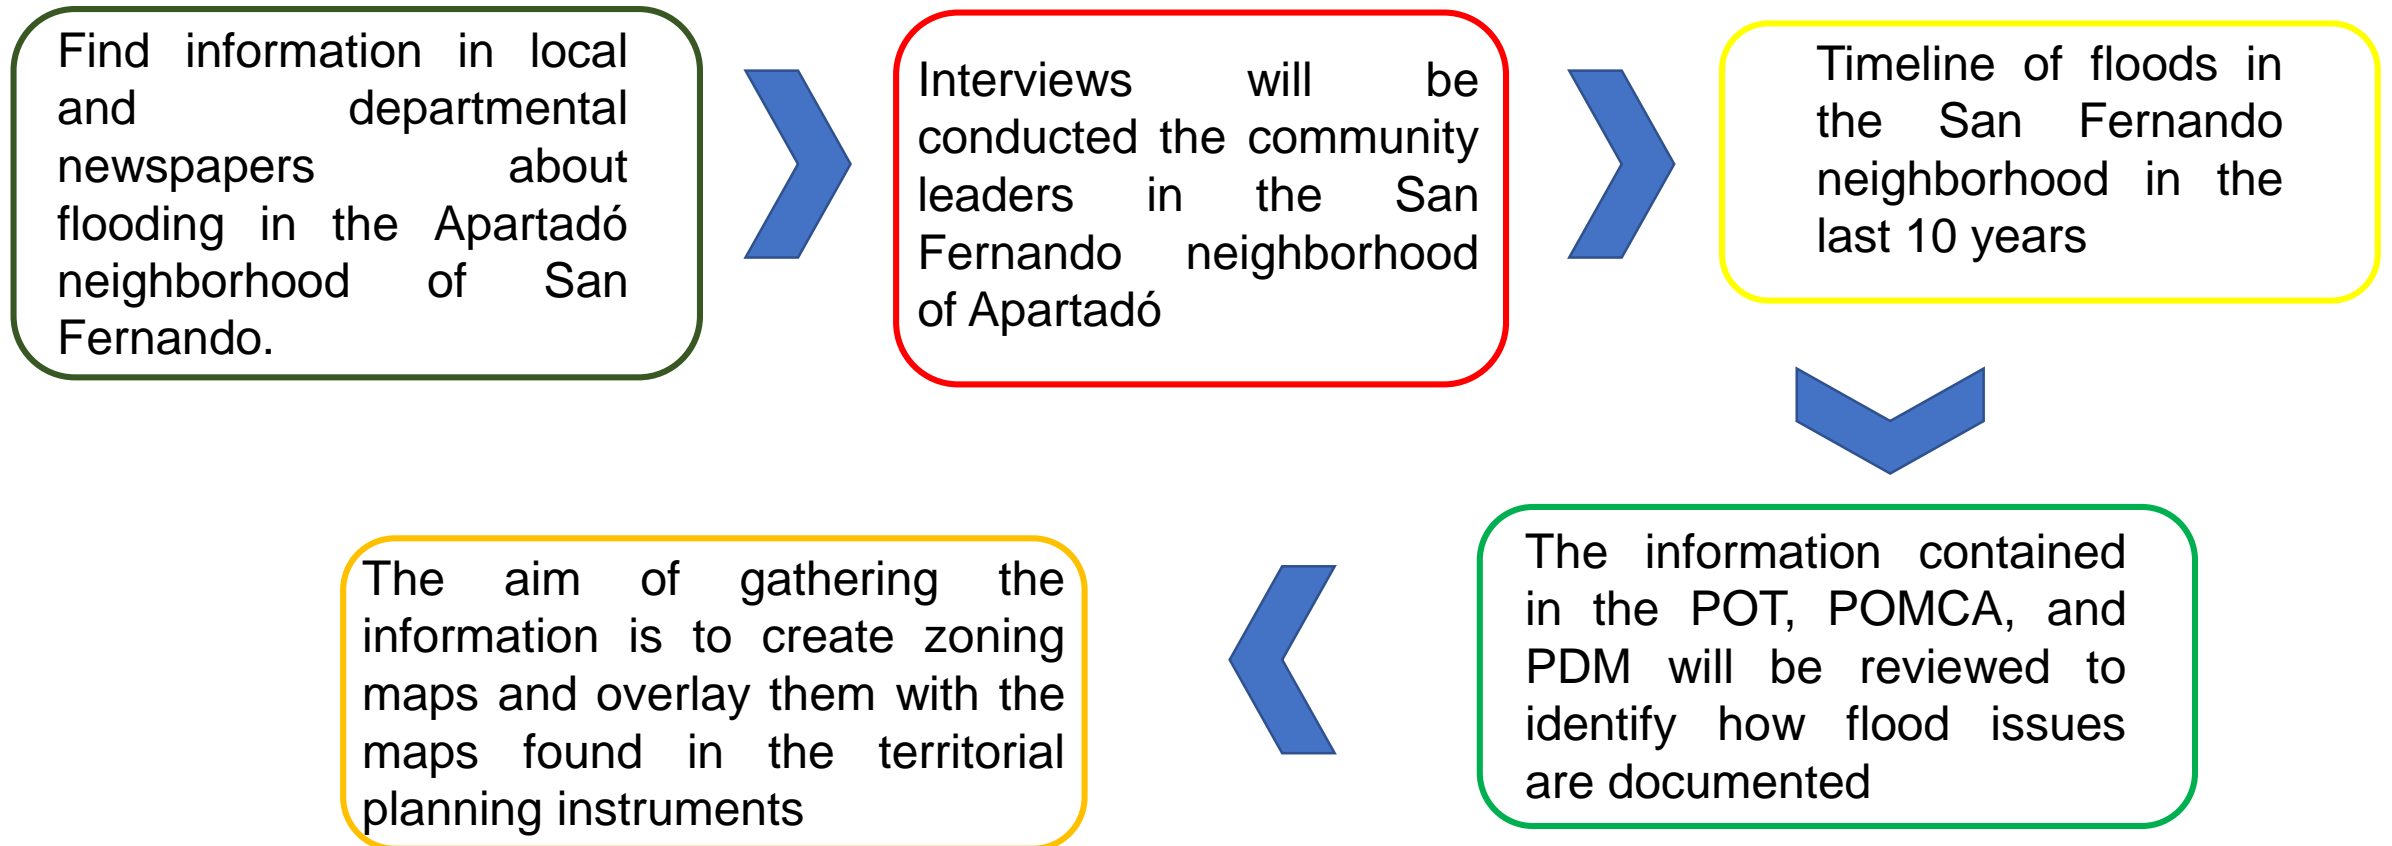 Find information in local
and departmental
newspapers about
flooding in the Apartadó
neighborhood of San
Fernando.
Interviews will be
conducted the community
leaders in the San
Fernando neighborhood
of Apartadó
Timeline of floods in
the San Fernando
neighborhood in the
last 10 years
The information contained
in the POT, POMCA, and
PDM will be reviewed to
identify how flood issues
are documented
The aim of gathering the
information is to create zoning
maps and overlay them with the
maps found in the territorial
planning instruments